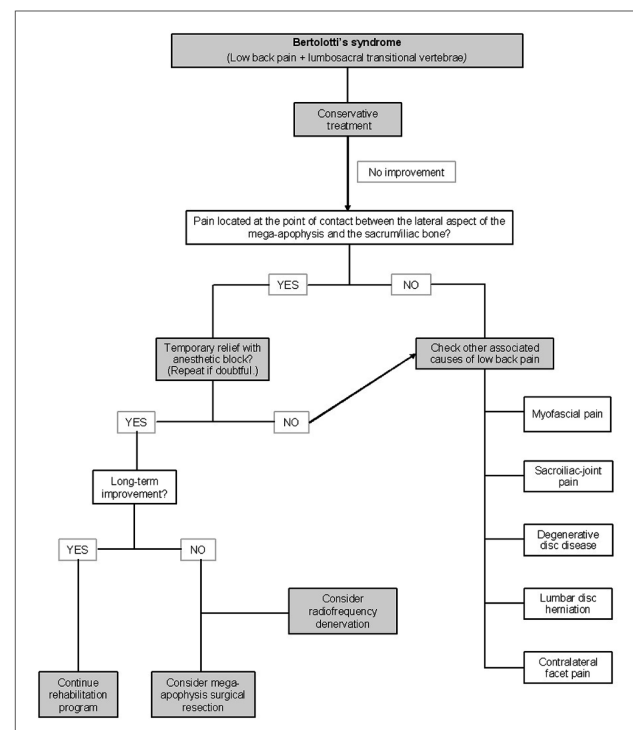 Bertolotti's syndrome
(Low back pain + lumbosacral transitional vertebrae)
Conservative
treatment
No improvement
Pain located at the point of contact between the lateral aspect of the
mega-apophysis and the sacrum/iliac bone?
YES
NO
Temporary relief with
anesthetic block?
(Repeat if doubtful.)
Check other associated
causes of low back pain
YES
NO
Myofascial pain
Long-term
improvement?
Sacroiliac-joint
pain
YES
NO
Degenerative
disc disease
Consider
radiofrequency
denervation
Lumbar disc
herniation
Continue
rehabilitation
program
Consider mega-
apophysis surgical
resection
Contralateral
facet pain